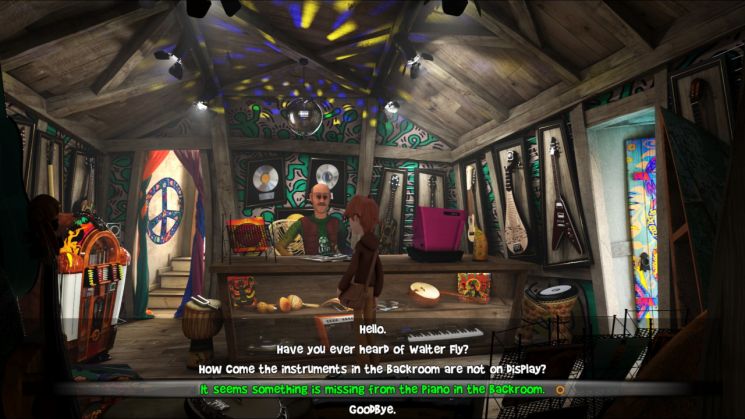 Hello.
Have you ever heard of Walter Fly?
How come the instruments in the Backroom are not on Display?
It seems something is missing from the Piano in the Backroom.
GoodBye.